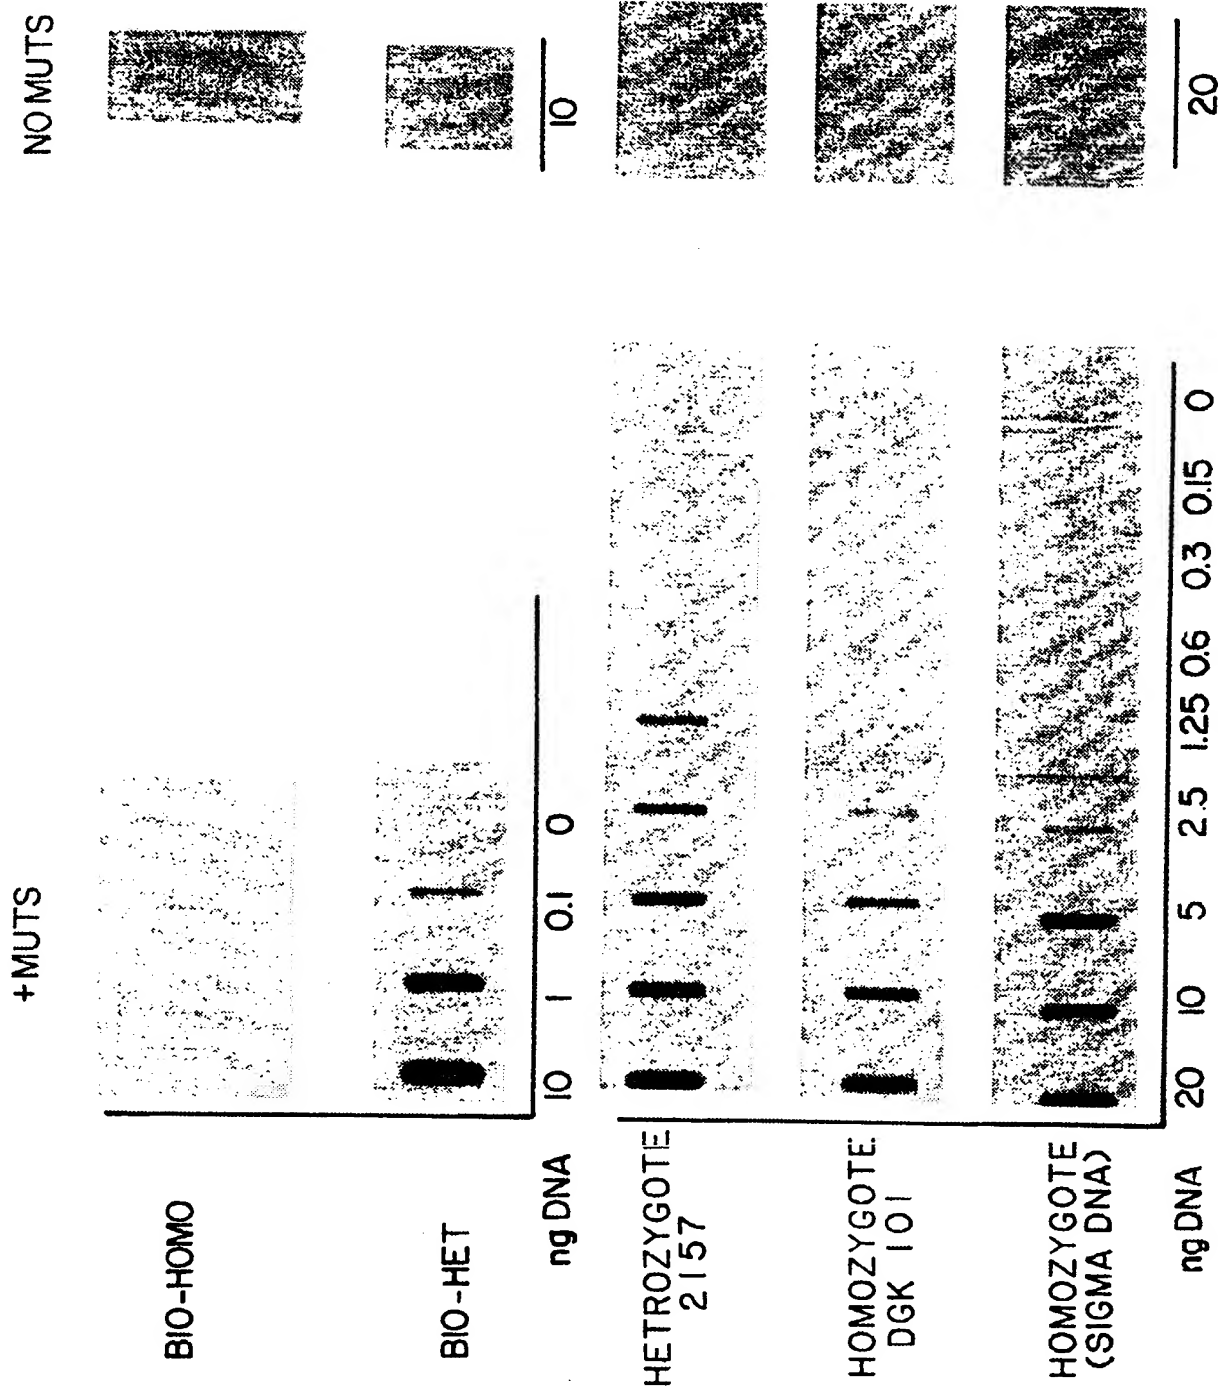 +MUTS
NO MUTS
BIO-HOMO
BIO-HET
ng DNA
10 1 0.1 0
10
HETROZYGOTE
2157
HOMOZYGOTE
DGK 101
HOMOZYGOTE
(SIGMA DNA)
ng DNA
20 10 5 2.5 1.25 0.6 0.3 0.15 0
20